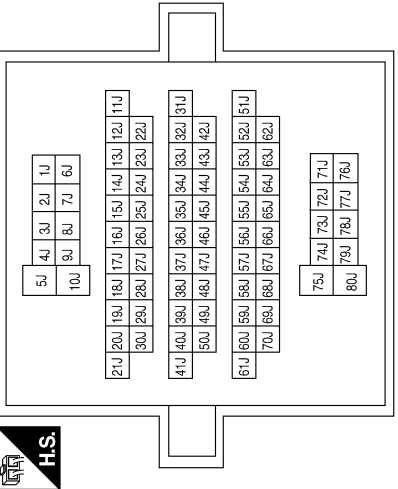 H.S.
5J 4J 3J 2J 1J
10J 9J 8J 7J 6J
21J 20J 19J 18J 17J 16J 15J 14J 13J 12J 11J
30J 29J 28J 27J 26J 25J 24J 23J 22J
41J 40J 39J 38J 37J 36J 35J 34J 33J 32J 31J
50J 49J 48J 47J 46J 45J 44J 43J 42J
61J 60J 59J 58J 57J 56J 55J 54J 53J 52J 51J
70J 69J 68J 67J 66J 65J 64J 63J 62J
75J 74J 73J 72J 71J
80J 79J 78J 77J 76J